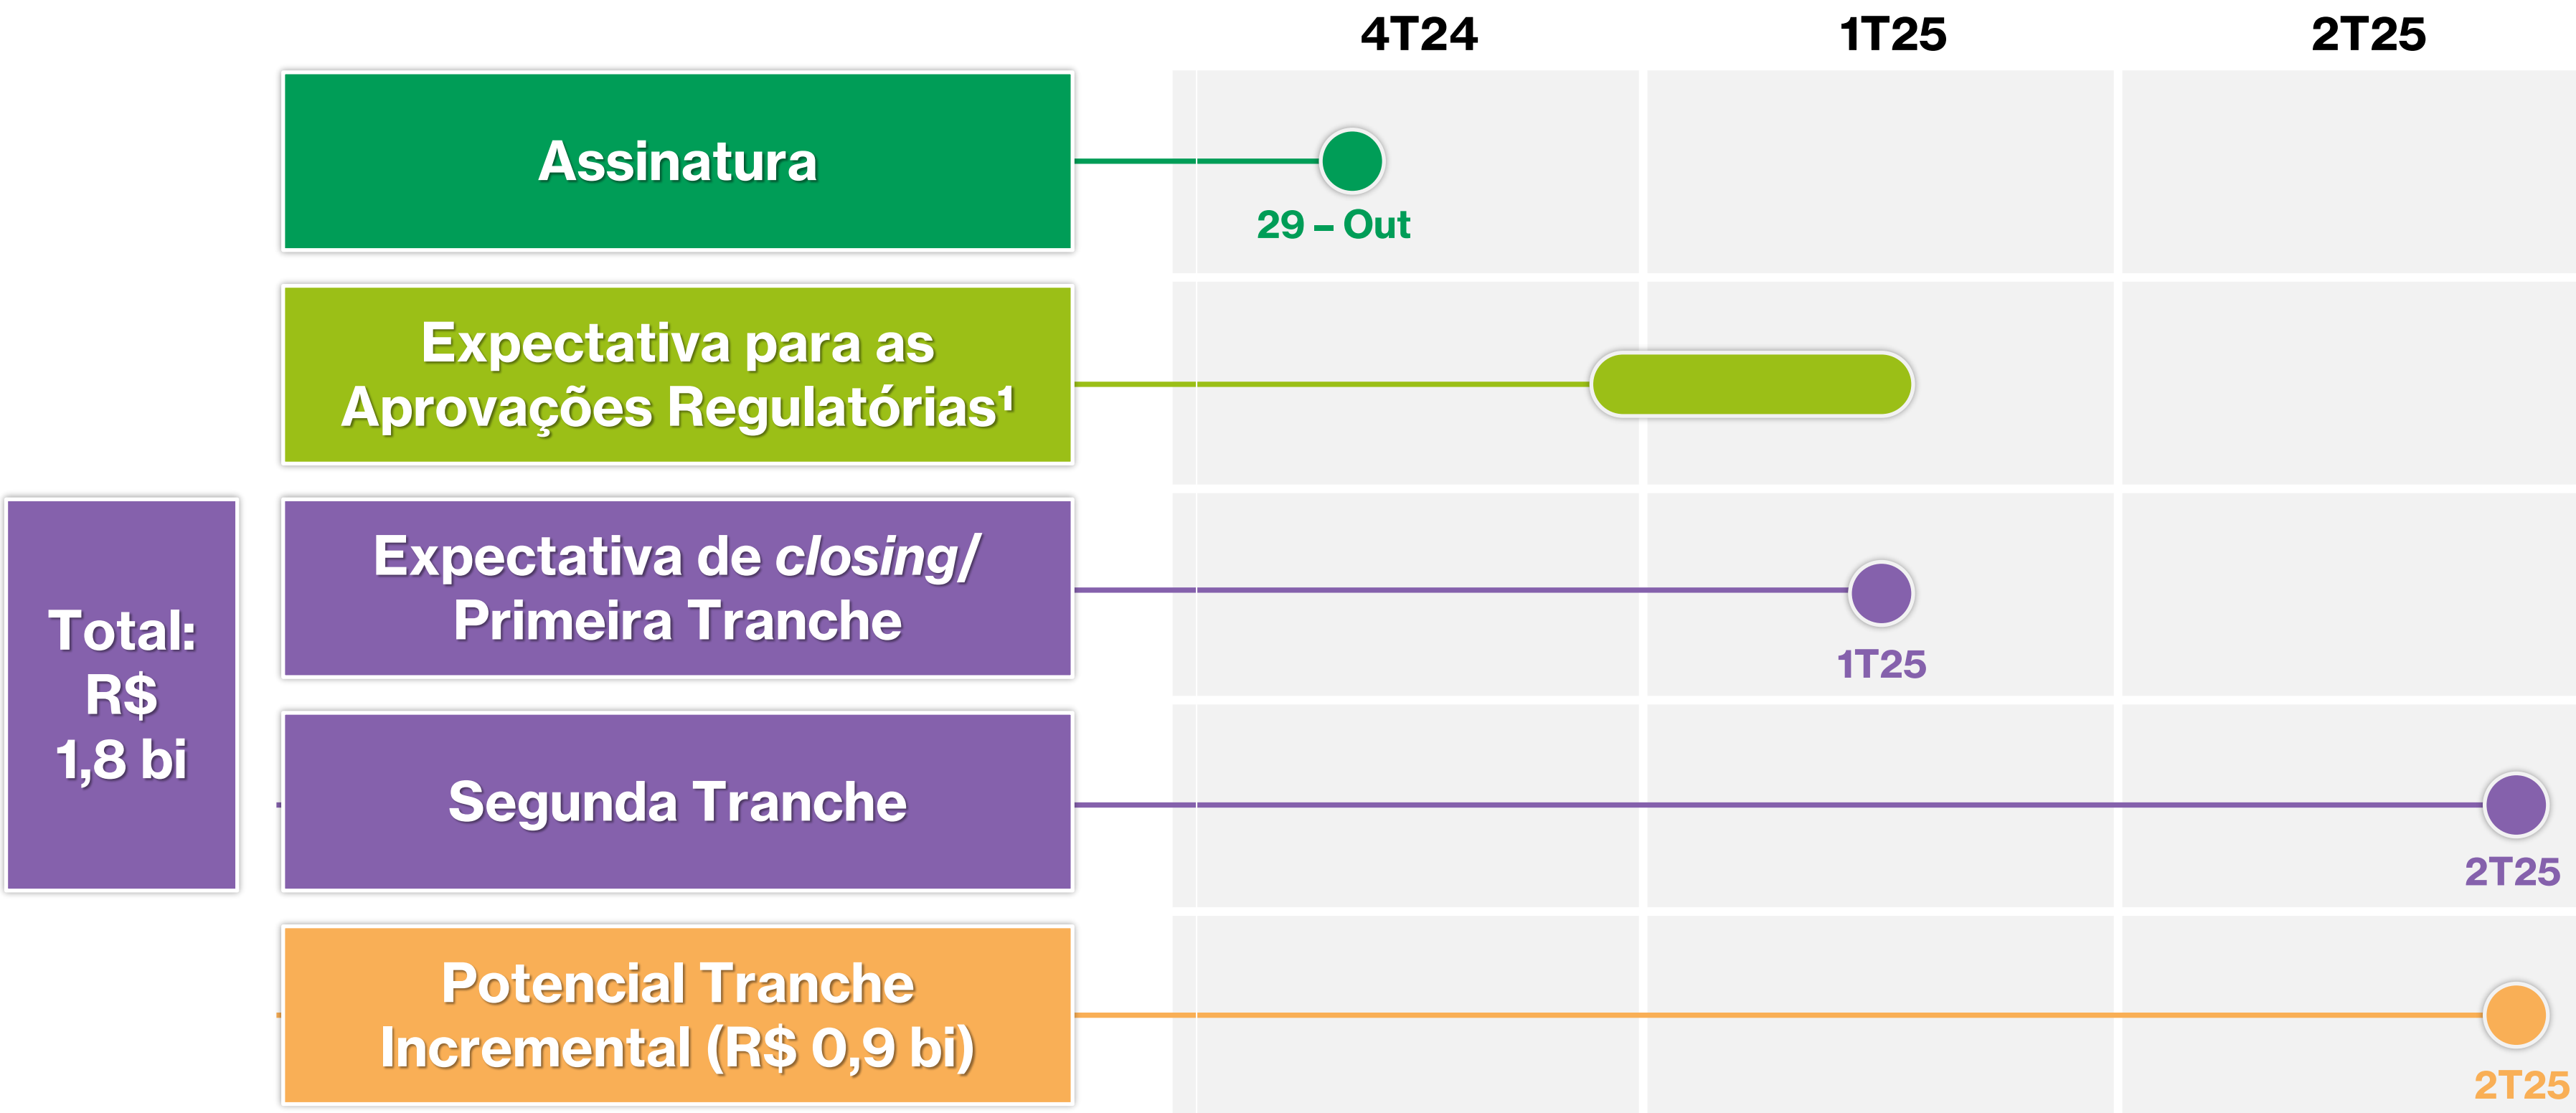 4T24 1T25 2T25
Assinatura
29 – Out
Expectativa para as
Aprovações Regulatórias¹
Total:
R$
1,8 bi
Expectativa de closing/
Primeira Tranche
1T25
Segunda Tranche
2T25
Potencial Tranche
Incremental (R$ 0,9 bi)
2T25